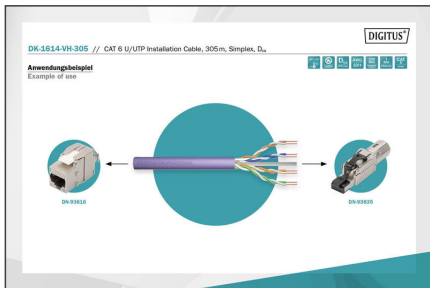 DIGITUS®
DK-1614-VH-305 // CAT 6 U/UTP Installation Cable, 305 m, Simplex, Dca
Anwendungsbeispiel
Example of use
DN-93616
DN-93635